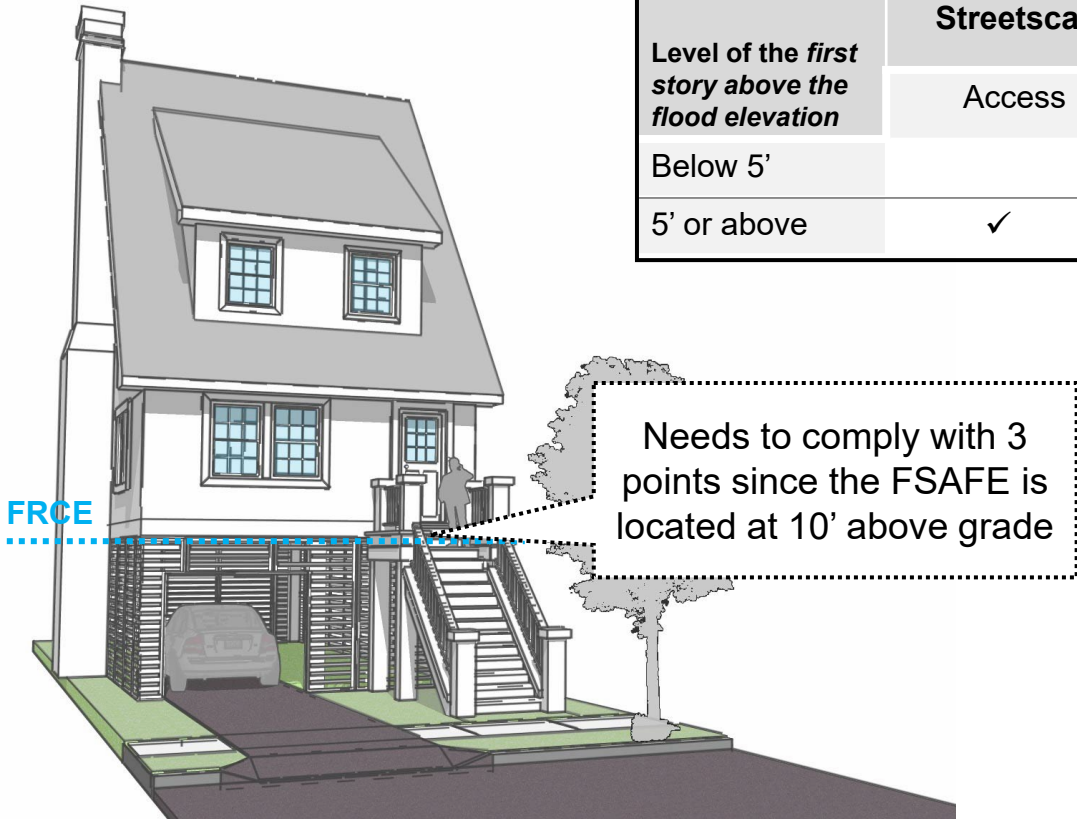 Streetsca
Level of the first
story above the
flood elevation
Access
Below 5’
5’ or above ✓
Needs to comply with 3
points since the FSAFE is
located at 10’ above grade
FRCE